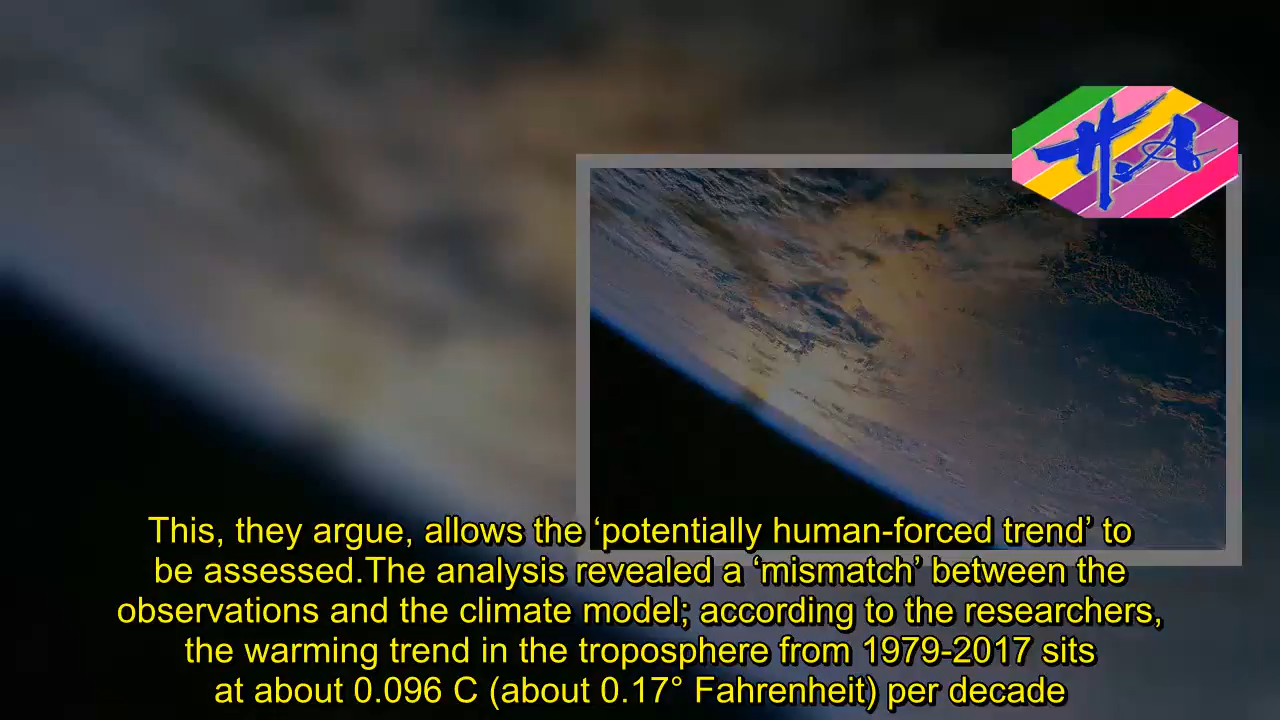 H.A
This, they argue, allows the ‘potentially human-forced trend’ to
be assessed.The analysis revealed a ‘mismatch’ between the
observations and the climate model; according to the researchers,
the warming trend in the troposphere from 1979-2017 sits
at about 0.096 C (about 0.17° Fahrenheit) per decade